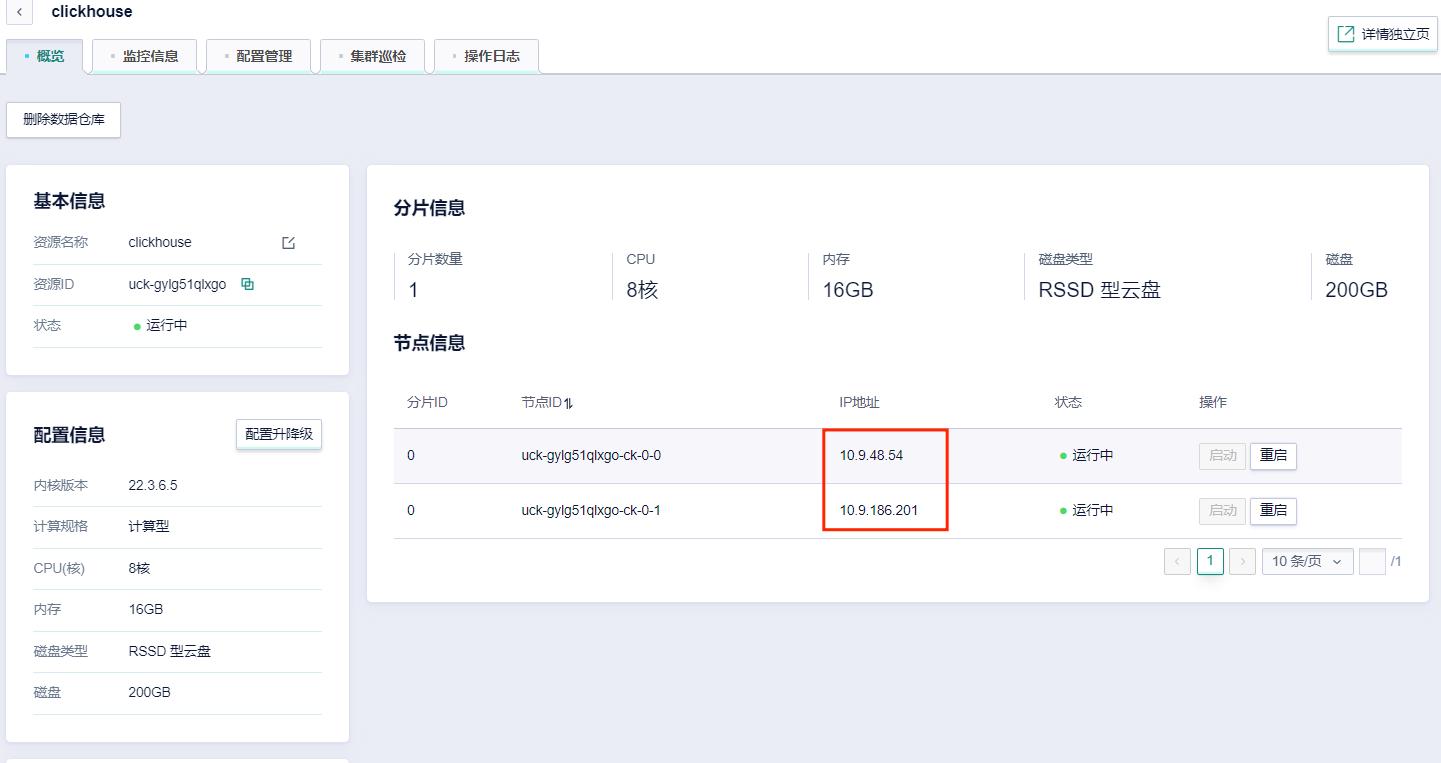 clickhouse
详情独立页
概览 监控信息 配置管理 集群巡检 操作日志
删除数据仓库
基本信息
资源名称 clickhouse
资源ID uck-gylg51qlxgo
状态 运行中
配置信息 配置升降级
内核版本 22.3.6.5
计算规格 计算型
CPU(核) 8核
内存 16GB
磁盘类型 RSSD 型云盘
磁盘 200GB
分片信息
分片数量 CPU 内存 磁盘类型 磁盘
1 8核 16GB RSSD 型云盘 200GB
节点信息
分片ID 节点ID IP地址 状态 操作
0 uck-gylg51qlxgo-ck-0-0 10.9.48.54 运行中 启动 重启
0 uck-gylg51qlxgo-ck-0-1 10.9.186.201 运行中 启动 重启
1 10 条/页 /1